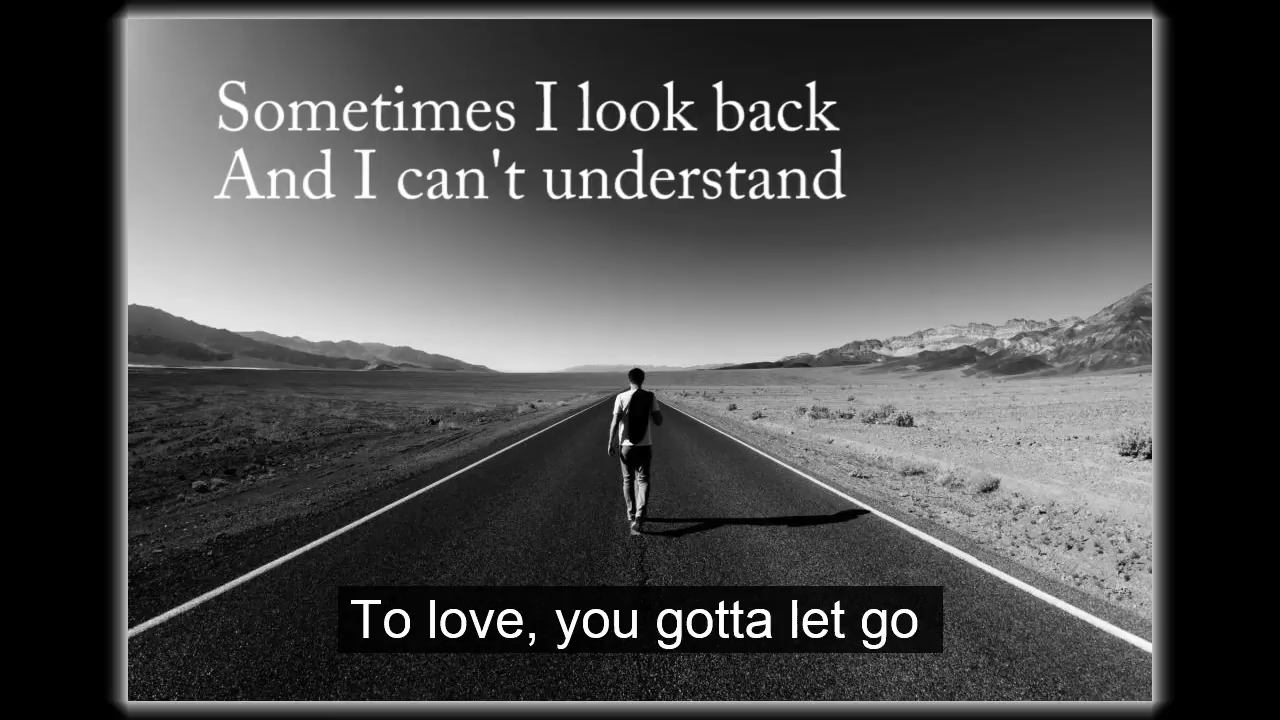 Sometimes I look back
And I can't understand
To love, you gotta let go